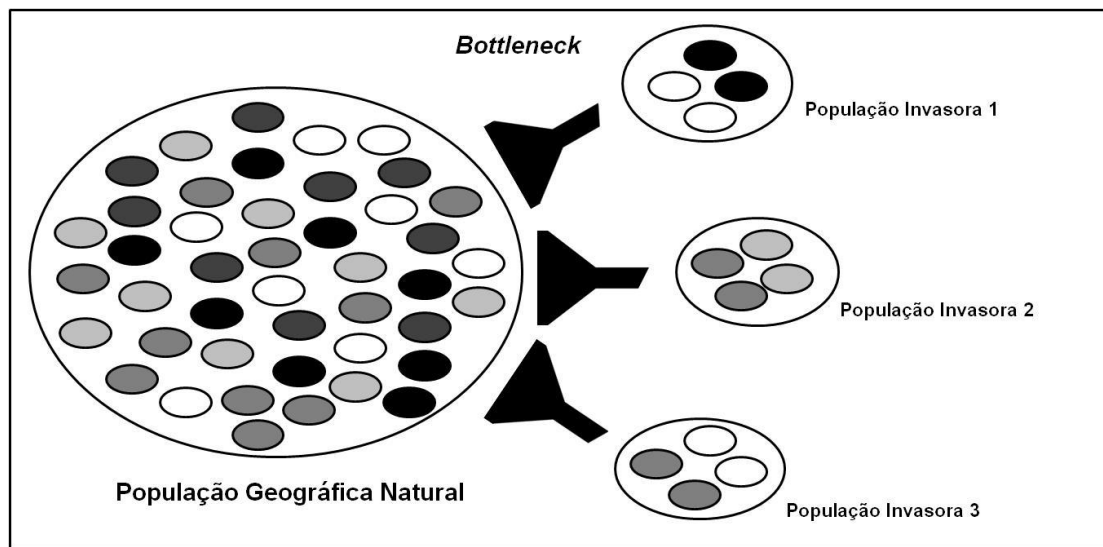 Bottleneck
População Invasora 1
População Invasora 2
População Geográfica Natural
População Invasora 3